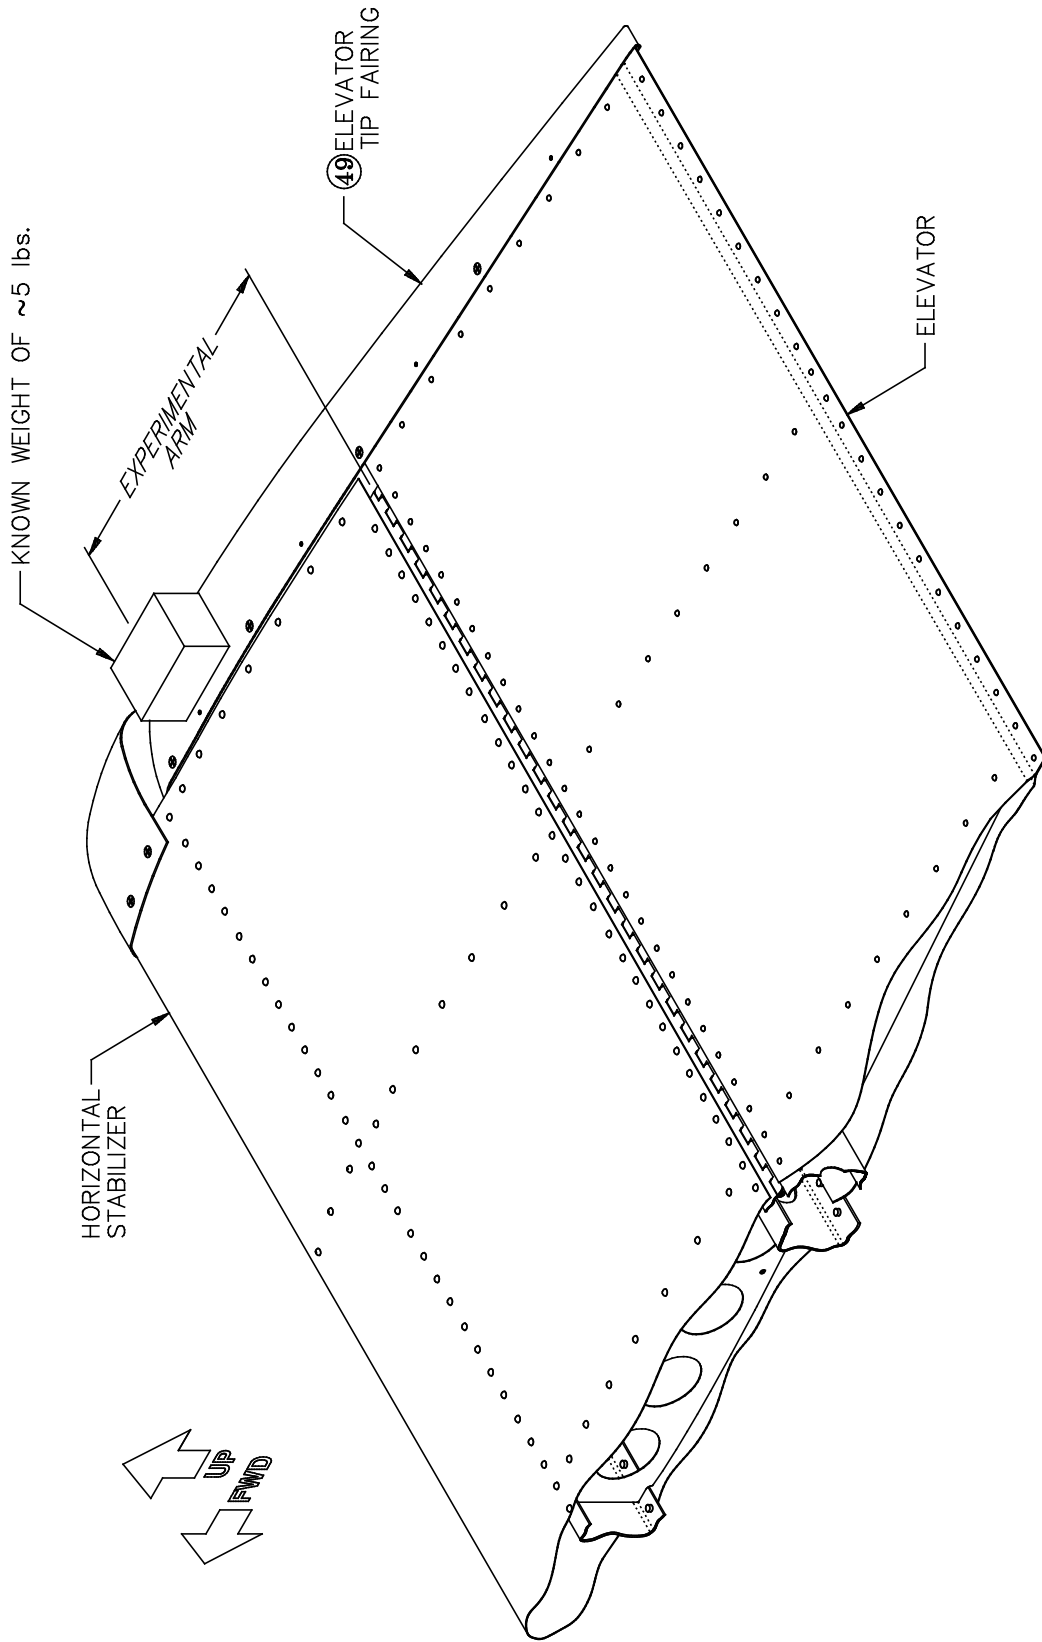 KNOWN WEIGHT OF ~5 lbs.
EXPERIMENTAL
ARM
49 ELEVATOR
TIP FAIRING
HORIZONTAL
STABILIZER
ELEVATOR
UP
FWD